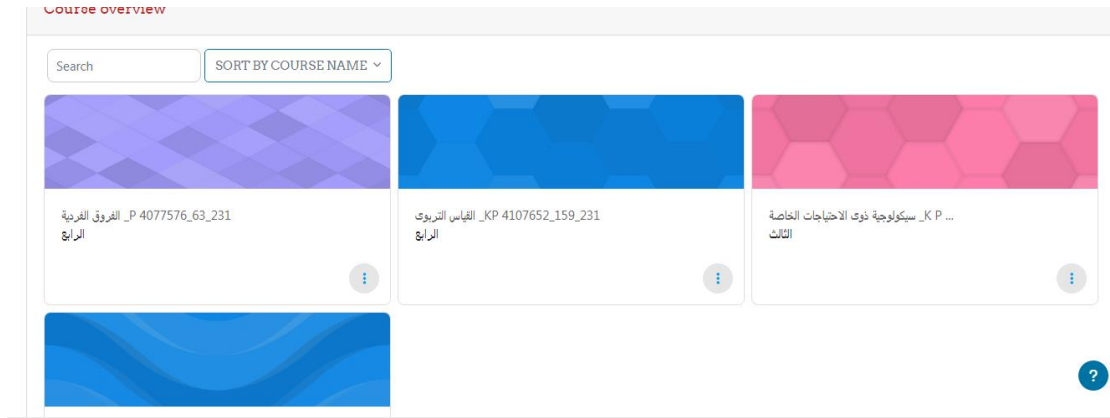 Course overview
Search
SORT BY COURSE NAME
231_63_4077576 P_ الفروق الفردية
الرابع
231_159_4107652 KP_ القياس التربوى
الرابع
... K P_ سيكولوجية ذوى الاحتياجات الخاصة
الثالث
?